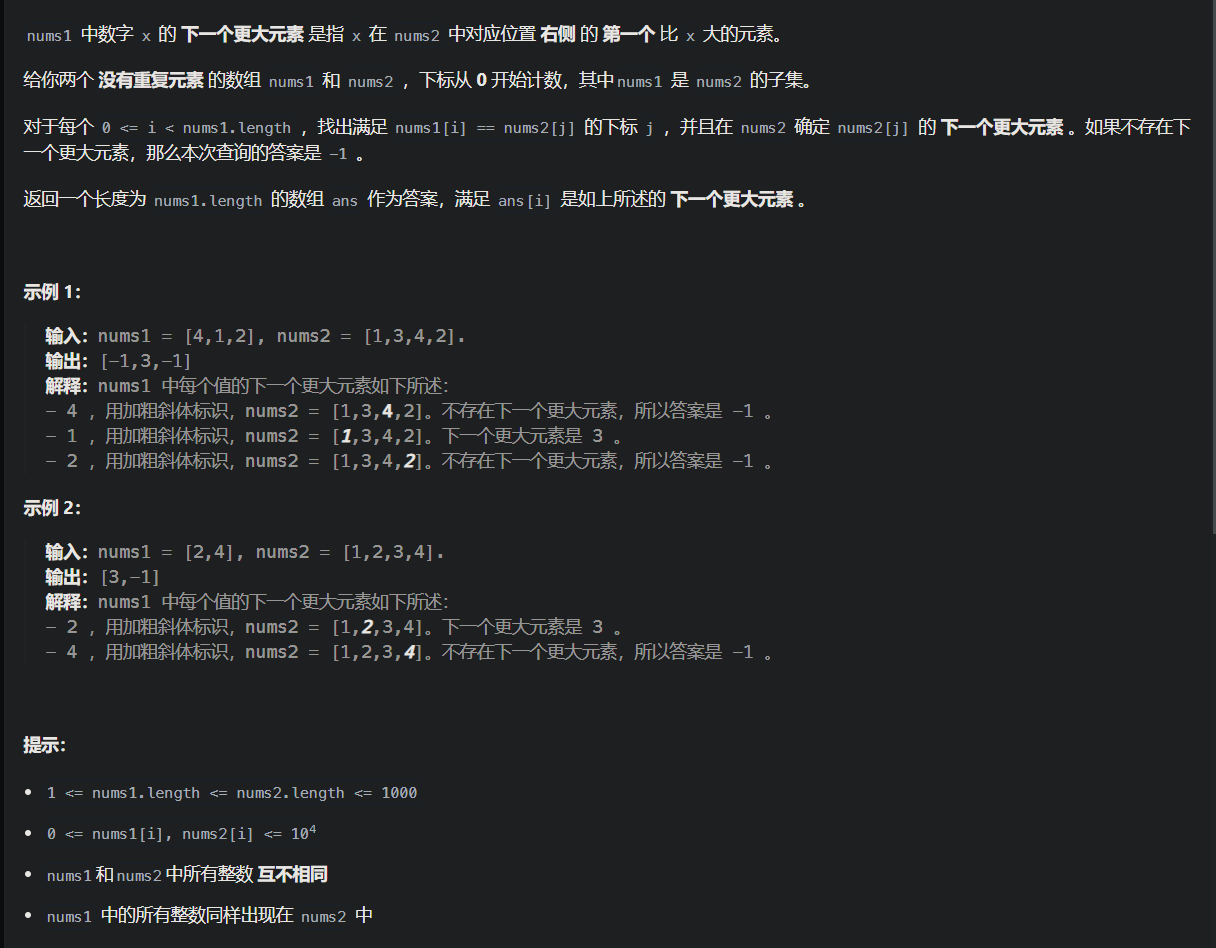 nums1 中数字 x 的 下一个更大元素 是指 x 在 nums2 中对应位置 右侧 的 第一个 比 x 大的元素。
给你两个 没有重复元素 的数组 nums1 和 nums2 ，下标从 0 开始计数，其中nums1 是 nums2 的子集。
对于每个 0 <= i < nums1.length ，找出满足 nums1[i] == nums2[j] 的下标 j ，并且在 nums2 确定 nums2[j] 的 下一个更大元素 。如果不存在下
一个更大元素，那么本次查询的答案是 -1 。
返回一个长度为 nums1.length 的数组 ans 作为答案，满足 ans[i] 是如上所述的 下一个更大元素 。
示例 1：
输入：nums1 = [4,1,2], nums2 = [1,3,4,2].
输出：[-1,3,-1]
解释：nums1 中每个值的下一个更大元素如下所述：
- 4 ，用加粗斜体标识，nums2 = [1,3,4,2]。不存在下一个更大元素，所以答案是 -1 。
- 1 ，用加粗斜体标识，nums2 = [1,3,4,2]。下一个更大元素是 3 。
- 2 ，用加粗斜体标识，nums2 = [1,3,4,2]。不存在下一个更大元素，所以答案是 -1 。
示例 2：
输入：nums1 = [2,4], nums2 = [1,2,3,4].
输出：[3,-1]
解释：nums1 中每个值的下一个更大元素如下所述：
- 2 ，用加粗斜体标识，nums2 = [1,2,3,4]。下一个更大元素是 3 。
- 4 ，用加粗斜体标识，nums2 = [1,2,3,4]。不存在下一个更大元素，所以答案是 -1 。
提示：
• 1 <= nums1.length <= nums2.length <= 1000
• 0 <= nums1[i], nums2[i] <= 10⁴
• nums1和nums2中所有整数 互不相同
• nums1 中的所有整数同样出现在 nums2 中